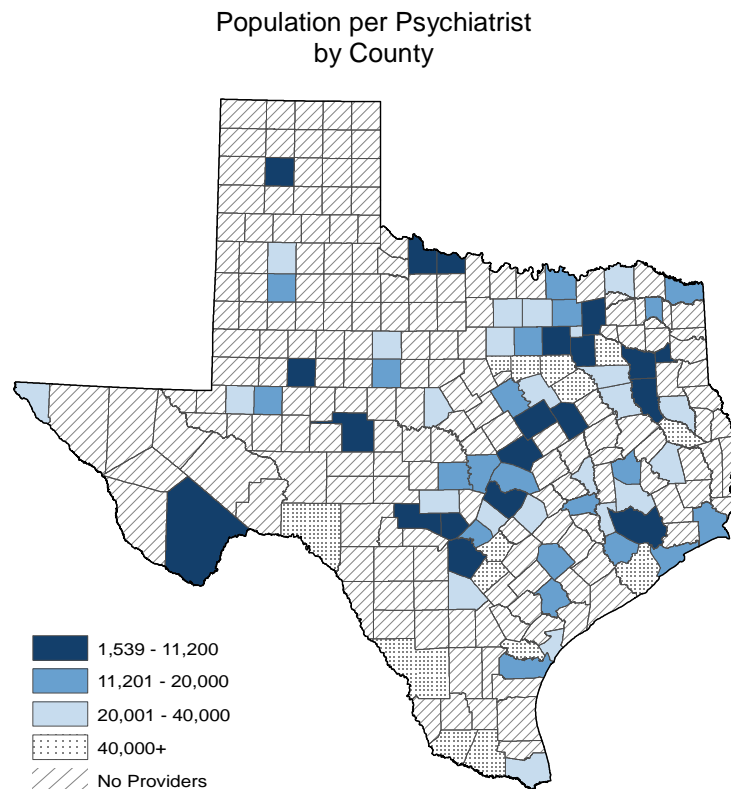 Population per Psychiatrist
by County
1,539 - 11,200
11,201 - 20,000
20,001 - 40,000
40,000+
No Providers